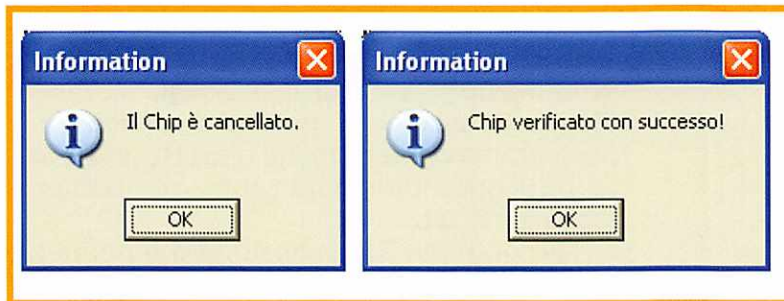 Information
Il Chip è cancellato.
OK
Information
Chip verificato con successo!
OK